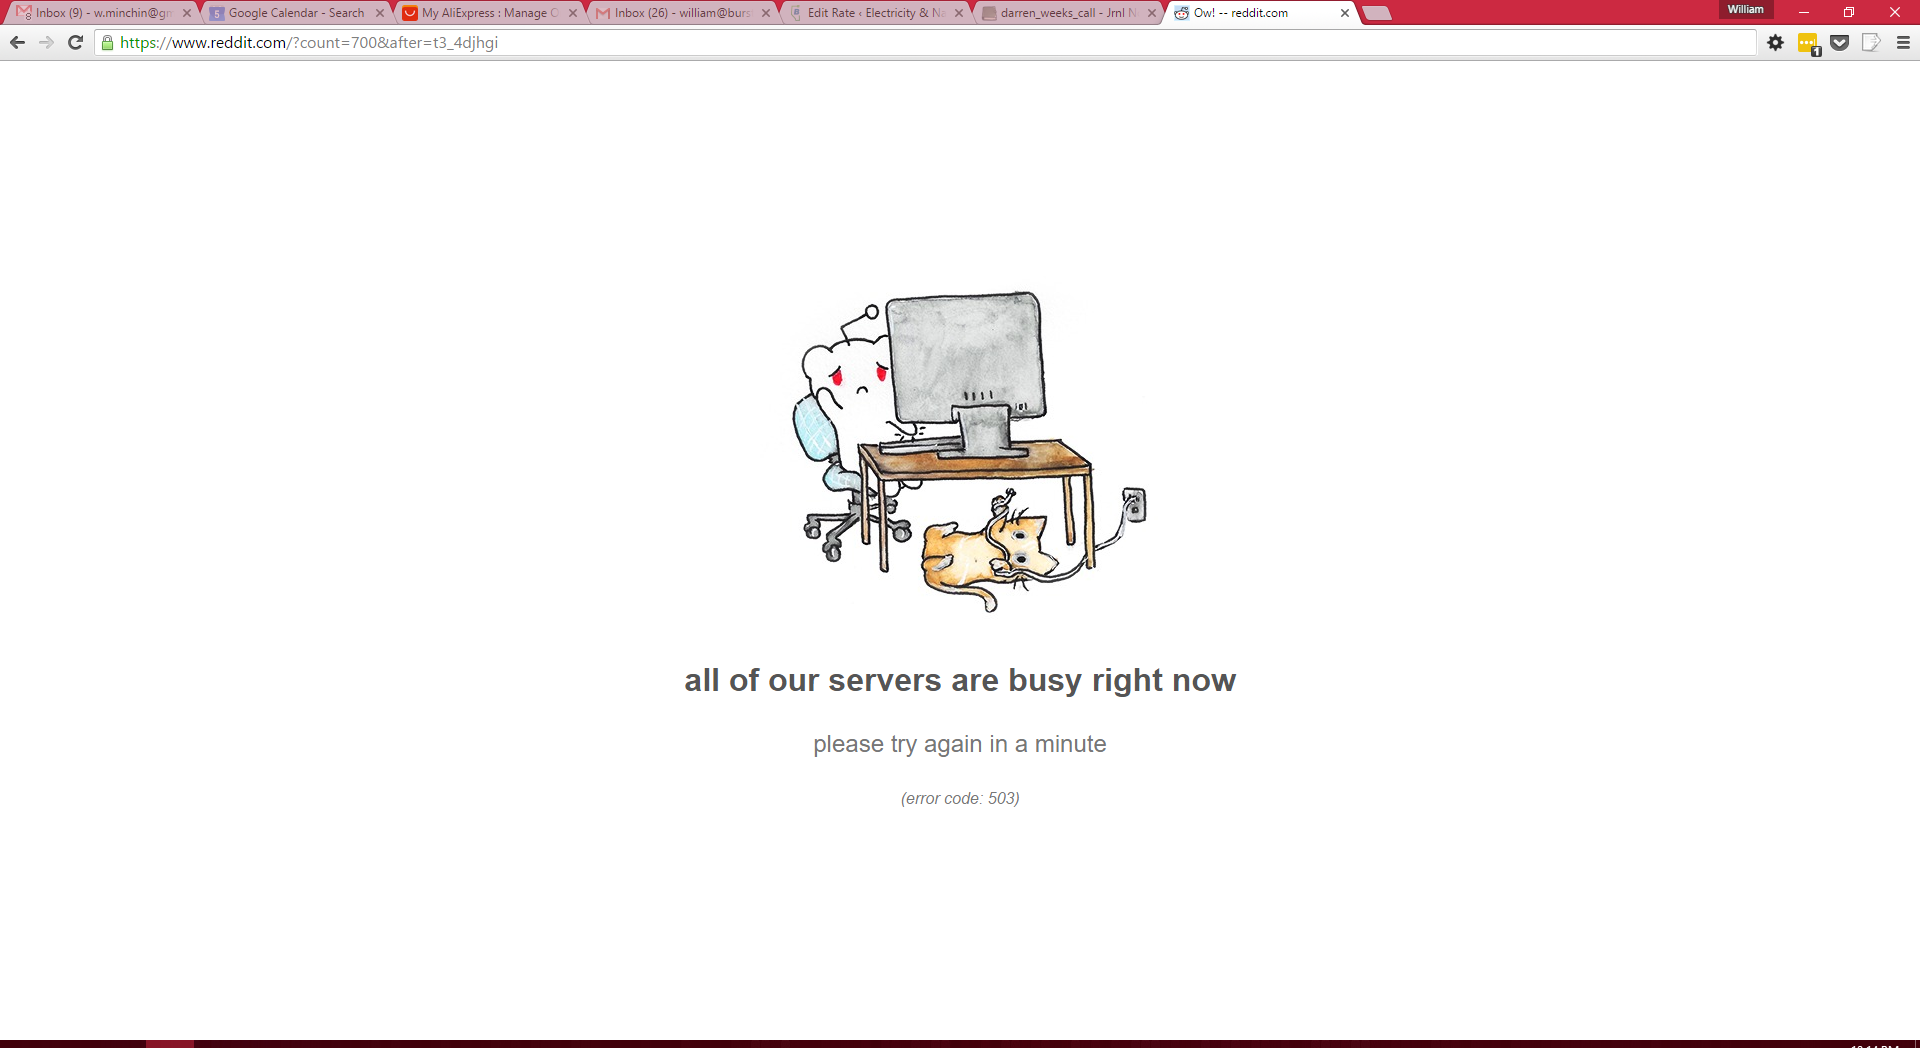 Inbox (9) - w.minchin@gm
Google Calendar - Search
My AliExpress : Manage O
Inbox (26) - william@burs
Edit Rate ‹ Electricity & Na
darren_weeks_call - Jrnl N
Ow! -- reddit.com
William
https://www.reddit.com/?count=700&after=t3_4djhgi
1
all of our servers are busy right now
please try again in a minute
(error code: 503)